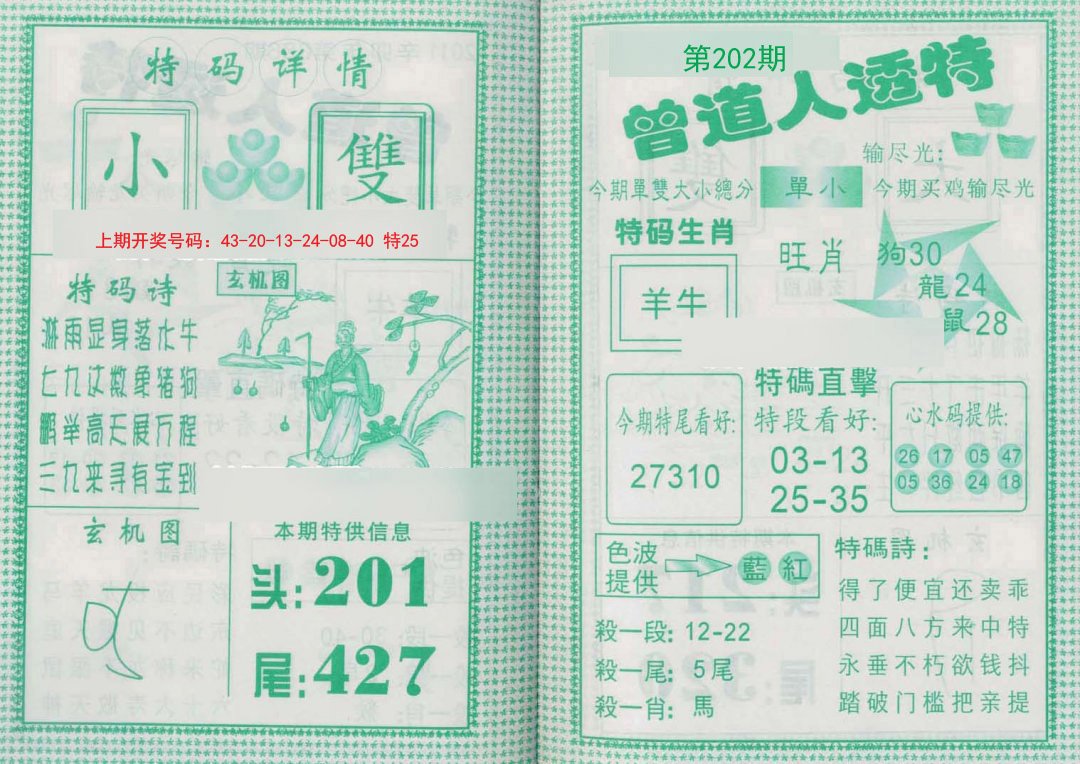 特码详情
小 雙
上期开奖号码：43-20-13-24-08-40 特25
特码诗
淋雨显身落水牛
七九过数象猪狗
鹏举高飞展万程
三九来寻有宝到
玄机图
玄机图
本期特供信息
头:201
尾:427
第202期
曾道人透特
输尽光:
今期單雙大小總分 單小 今期买鸡输尽光
特码生肖
羊牛
旺肖
狗30
龍24
鼠28
今期特尾看好:
27310
特碼直擊
特段看好:
03-13
25-35
心水码提供:
26 17 05 47
05 36 24 18
色波
提供
藍 紅
殺一段: 12-22
殺一尾: 5尾
殺一肖: 馬
特碼詩:
得了便宜还卖乖
四面八方来中特
永垂不朽欲钱抖
踏破门槛把亲提